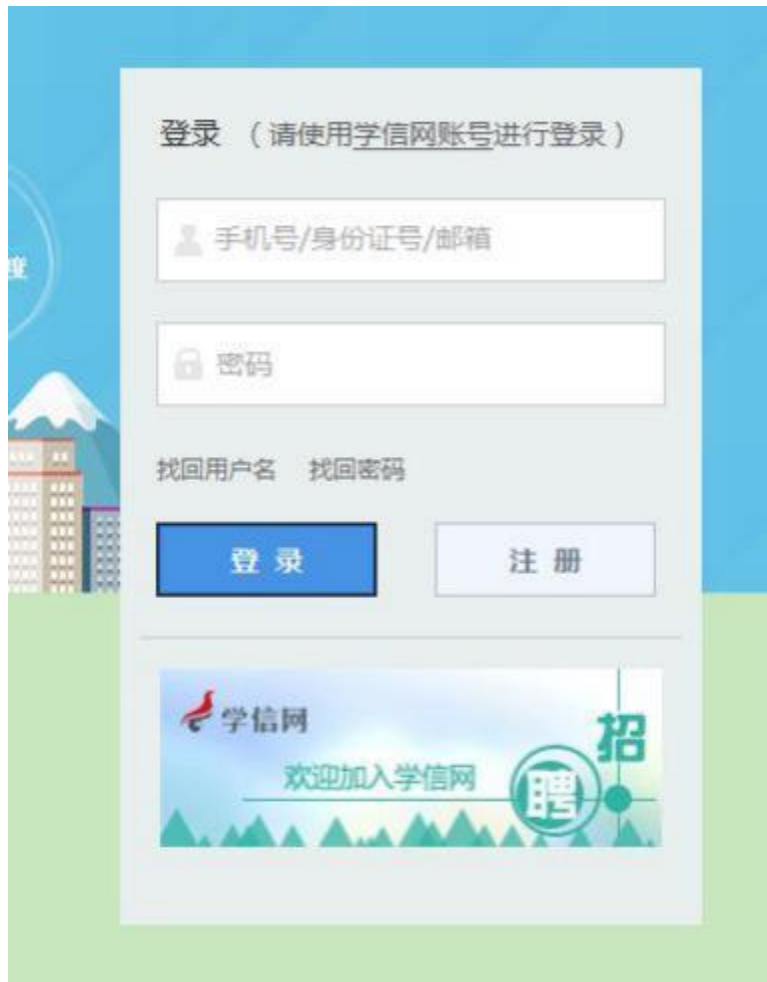 登录 （请使用学信网账号进行登录）
度
手机号/身份证号/邮箱
密码
找回用户名 找回密码
登 录 注 册
学信网
招
欢迎加入学信网
聘